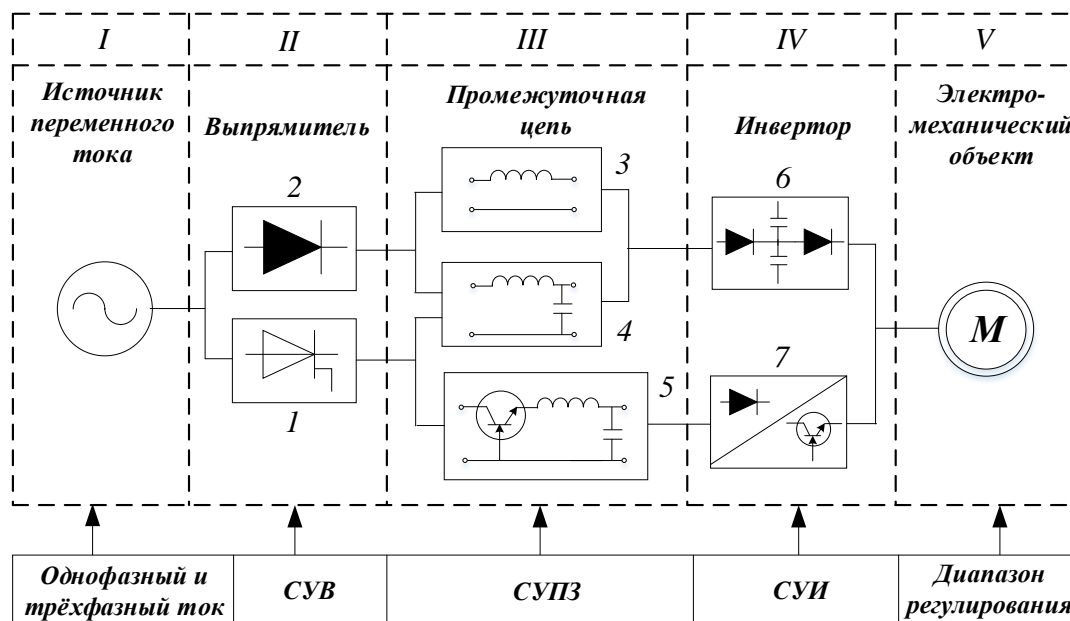 I II III IV V
Источник
переменного
тока
Выпрямитель
Промежуточная
цепь
Инвертор
Электро-
механический
объект
2
3
6
4
1
5
7
M
Однофазный и
трёхфазный ток
СУВ
СУПЗ
СУИ
Диапазон
регулирования